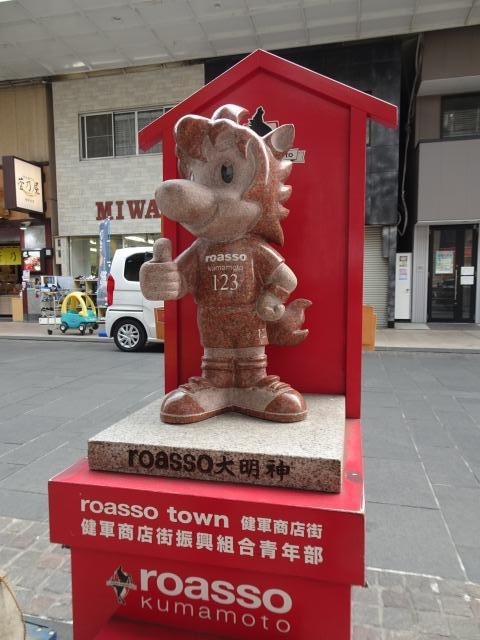 MIWA
roasso
kumamoto
123
roasso大明神
roasso town 健軍商店街
健軍商店街振興組合青年部
roasso
kumamoto